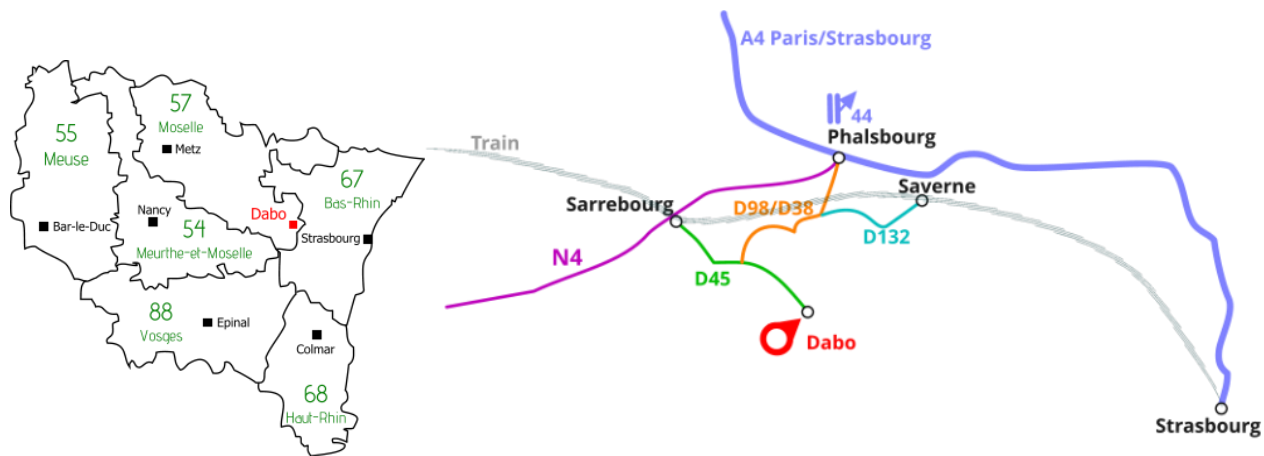 57
Moselle
Metz
55
Meuse
67
Bas-Rhin
Nancy
Dabo
54
Bar-le-Duc
Strasbourg
Meurthe-et-Moselle
88
Vosges
Epinal
Colmar
68
Haut-Rhin
A4 Paris/Strasbourg
44
Phalsbourg
Train
Saverne
Sarrebourg
D98/D38
D132
N4
D45
Dabo
Strasbourg